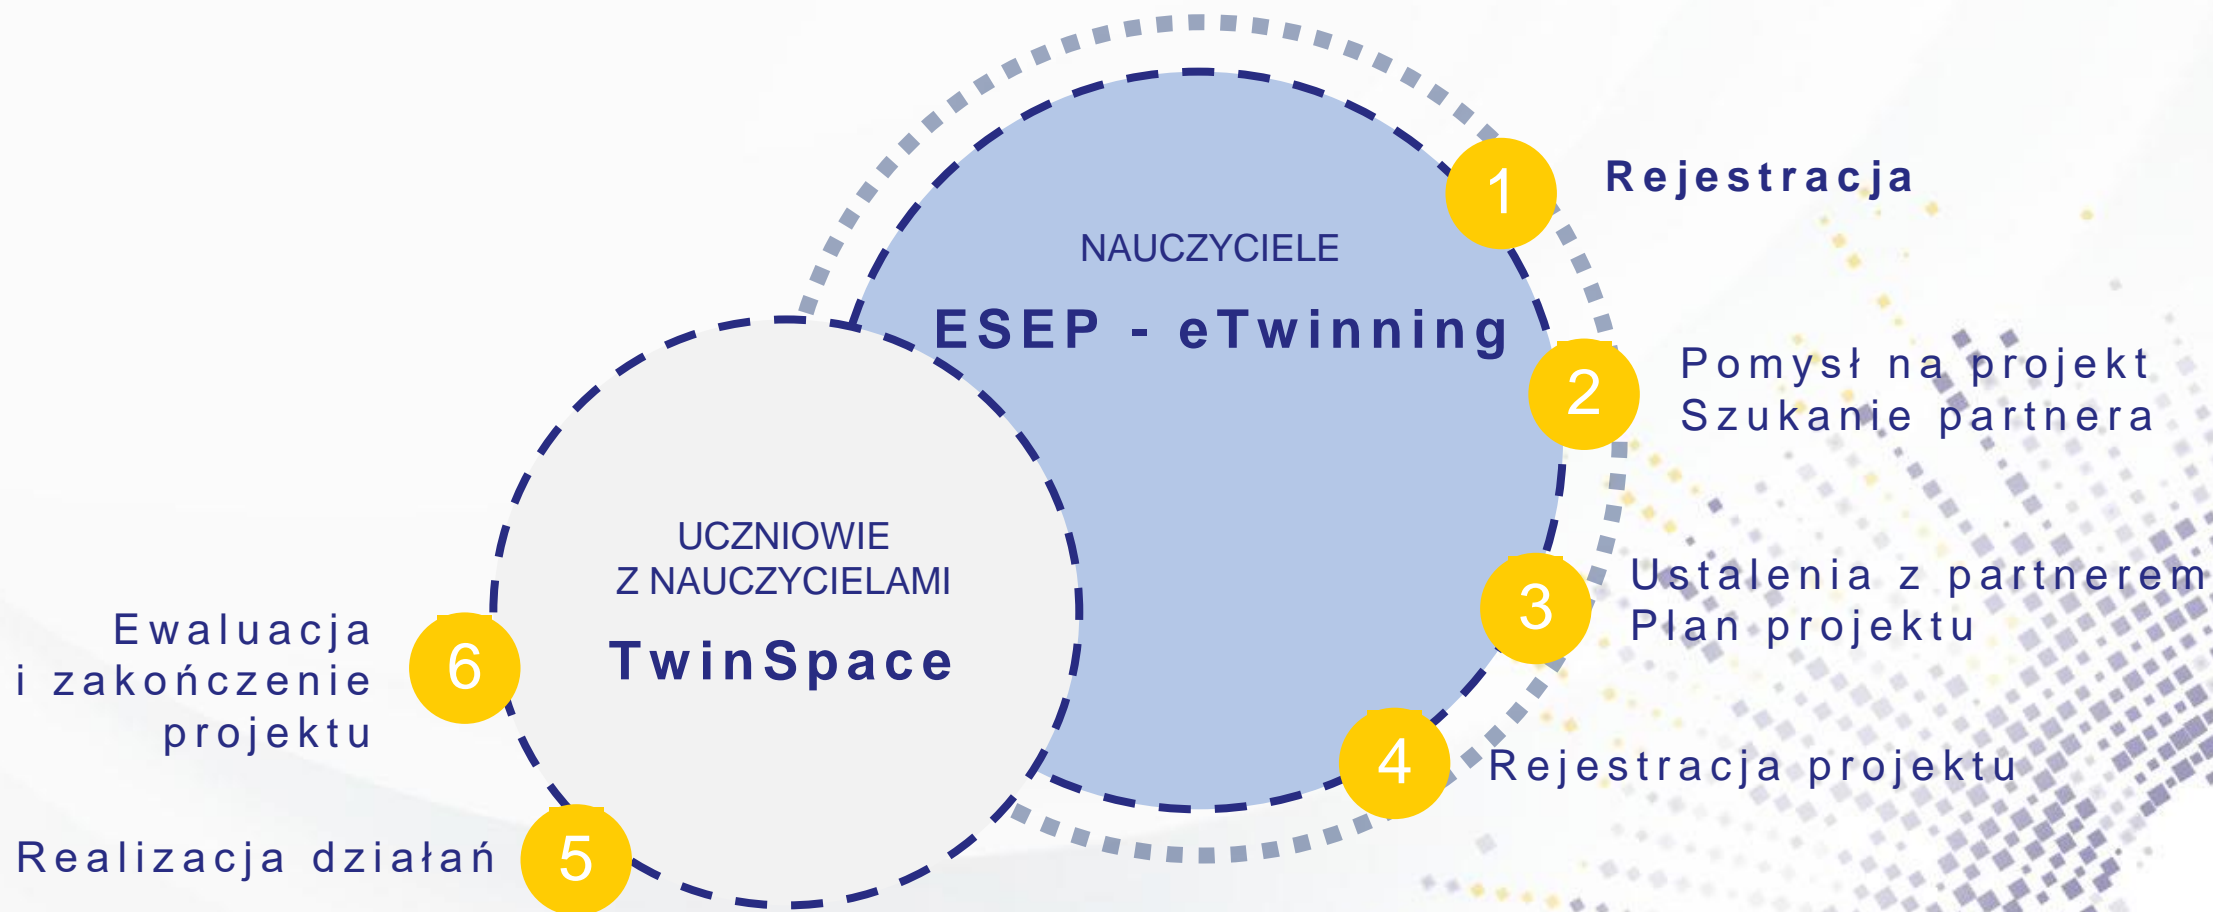 NAUCZYCIELE
ESEP - eTwinning
1
Rejestracja
2
Pomysł na projekt
Szukanie partnera
3
Ustalenia z partnerem
Plan projektu
4
Rejestracja projektu
UCZNIOWIE
Z NAUCZYCIELAMI
TwinSpace
5
Realizacja działań
6
Ewaluacja
i zakończenie
projektu